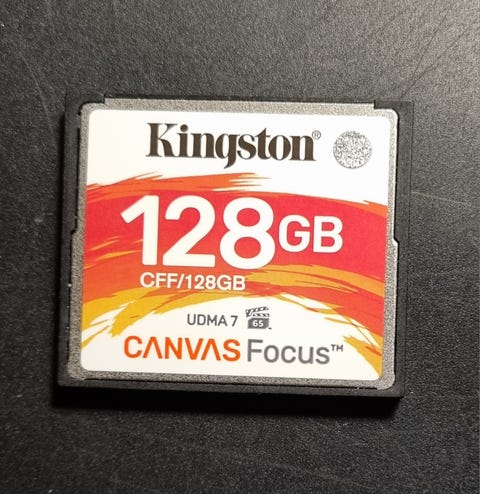 Kingston®
128GB
CFF/128GB
UDMA 7 65
CANVAS Focus™